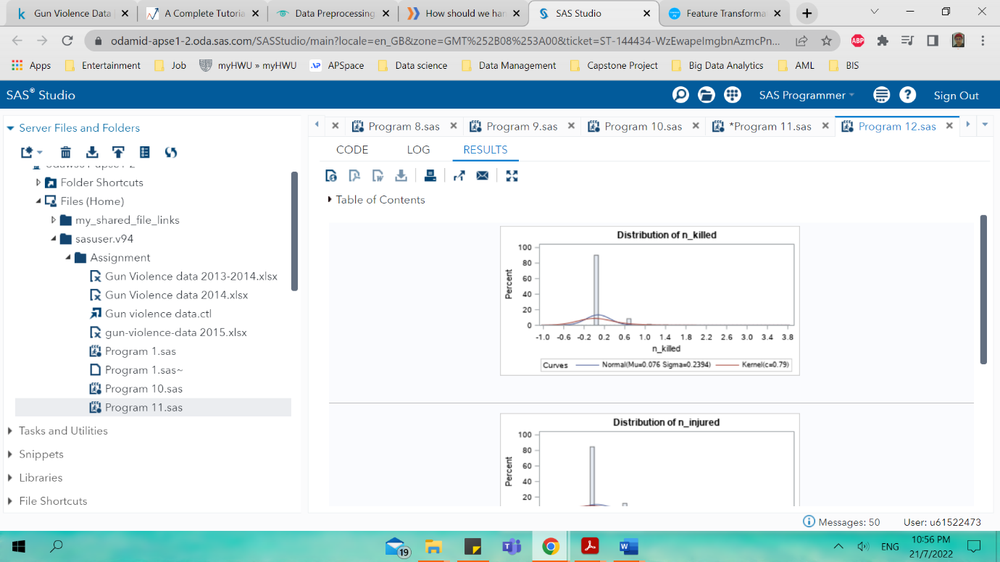 Gun Violence Data
A Complete Tutoria
Data Preprocessing
How should we har
SAS Studio
Feature Transforma
odamid-apse1-2.oda.sas.com/SASStudio/main?locale=en_GB&zone=GMT%252B08%253A00&ticket=ST-144434-WzEwapeImgbnAzmcPn...
ABP
Apps
Entertainment
Job
myHWU » myHWU
APSpace
Data science
Data Management
Capstone Project
Big Data Analytics
AML
BIS
SAS® Studio
SAS Programmer
Sign Out
Server Files and Folders
Folder Shortcuts
Files (Home)
my_shared_file_links
sasuser.v94
Assignment
Gun Violence data 2013-2014.xlsx
Gun Violence data 2014.xlsx
Gun violence data.ctl
gun-violence-data 2015.xlsx
Program 1.sas
Program 1.sas~
Program 10.sas
Program 11.sas
Tasks and Utilities
Snippets
Libraries
File Shortcuts
Program 8.sas
Program 9.sas
Program 10.sas
*Program 11.sas
Program 12.sas
CODE LOG RESULTS
Table of Contents
Distribution of n_killed
Percent
100
80
60
40
20
0
-1.0 -0.6 -0.2 0.2 0.6 1.0 1.4 1.8 2.2 2.6 3.0 3.4 3.8
n_killed
Curves Normal(Mu=0.076 Sigma=0.2394) Kernel(c=0.79)
Distribution of n_injured
Percent
100
80
60
40
20
Messages: 50
User: u61522473
19
ENG
10:56 PM
21/7/2022